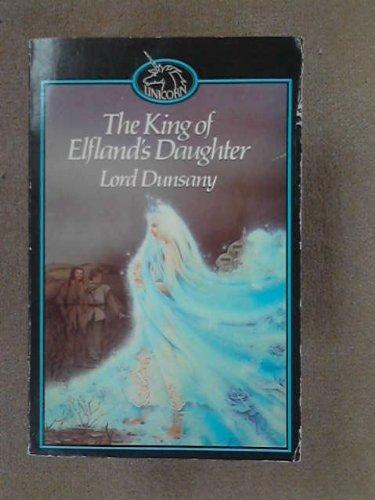 UNICORN
The King of
Elfland's Daughter
Lord Dunsany